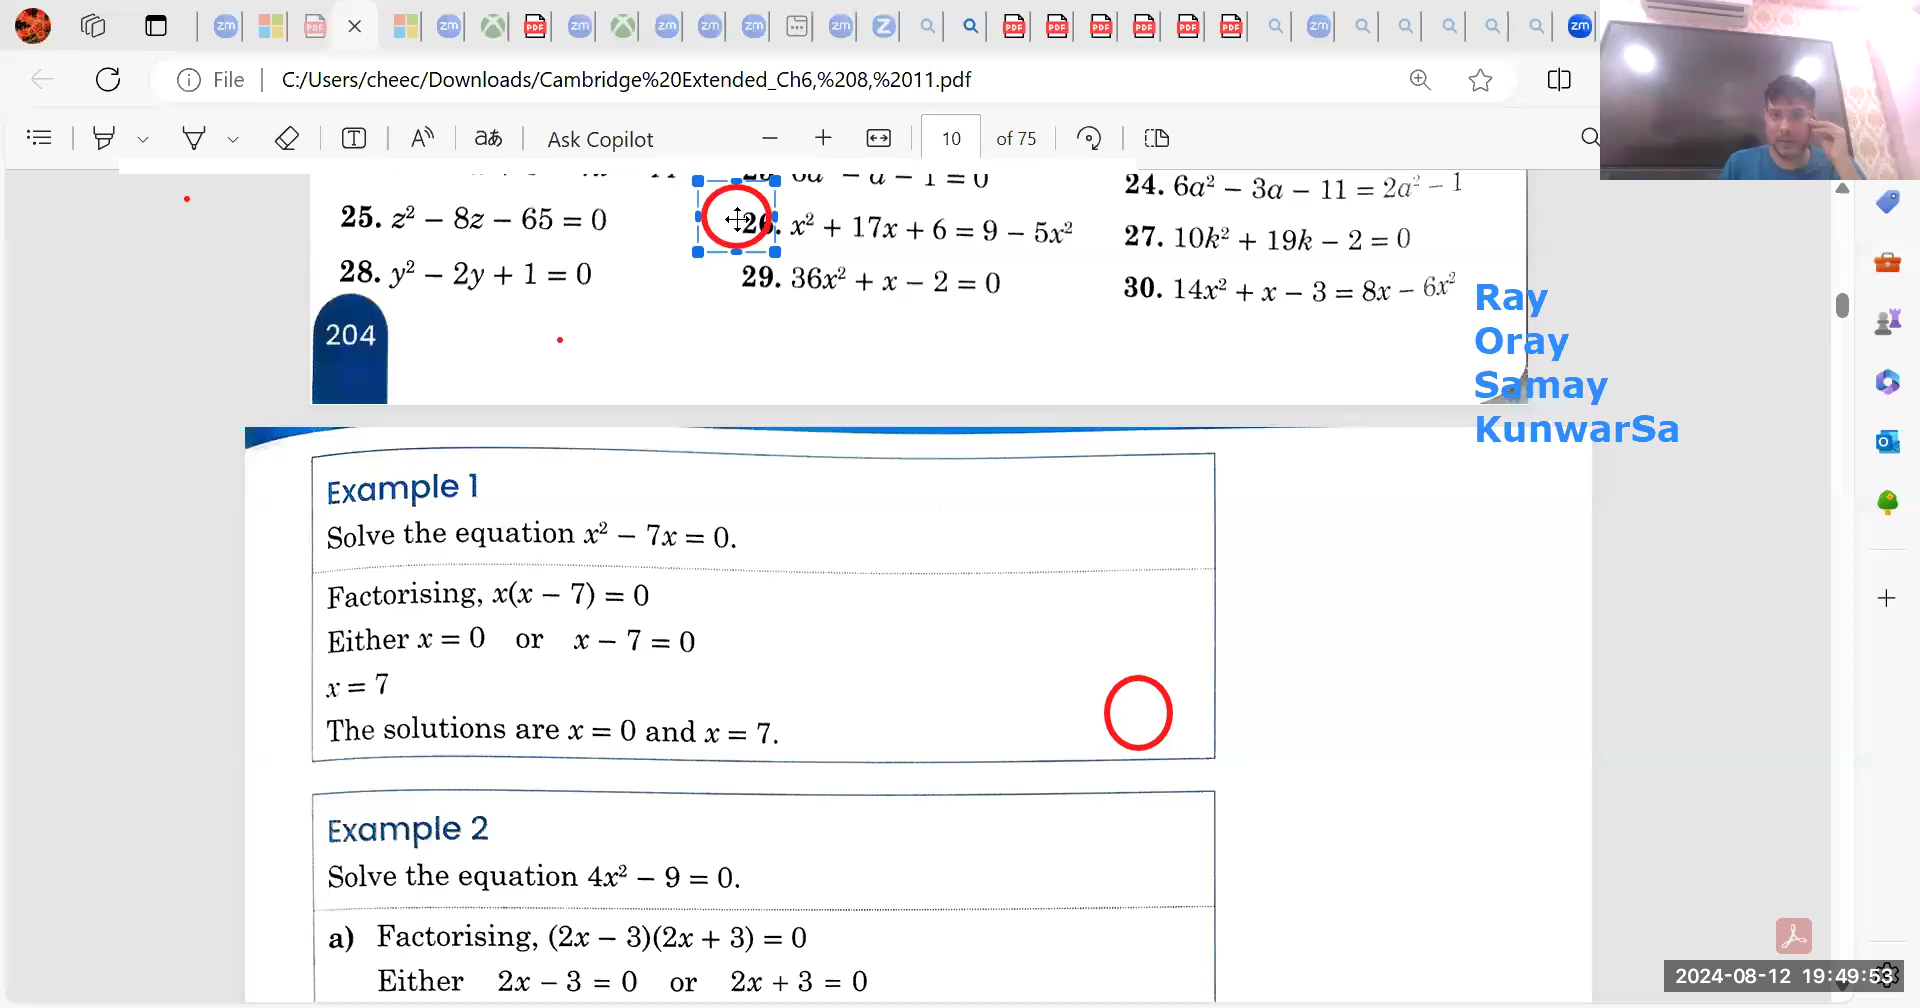 File
C:/Users/cheec/Downloads/Cambridge%20Extended_Ch6,%208,%2011.pdf
Ask Copilot
10 of 75
− a − 1 = 0
24. 6a² − 3a − 11 = 2a² − 1
25. z² − 8z − 65 = 0
26. x² + 17x + 6 = 9 − 5x²
27. 10k² + 19k − 2 = 0
28. y² − 2y + 1 = 0
29. 36x² + x − 2 = 0
30. 14x² + x − 3 = 8x − 6x²
204
Ray
Oray
Samay
KunwarSa
Example 1
Solve the equation x² − 7x = 0.
Factorising, x(x − 7) = 0
Either x = 0 or x − 7 = 0
x = 7
The solutions are x = 0 and x = 7.
Example 2
Solve the equation 4x² − 9 = 0.
a) Factorising, (2x − 3)(2x + 3) = 0
Either 2x − 3 = 0 or 2x + 3 = 0
2024-08-12 19:49:53